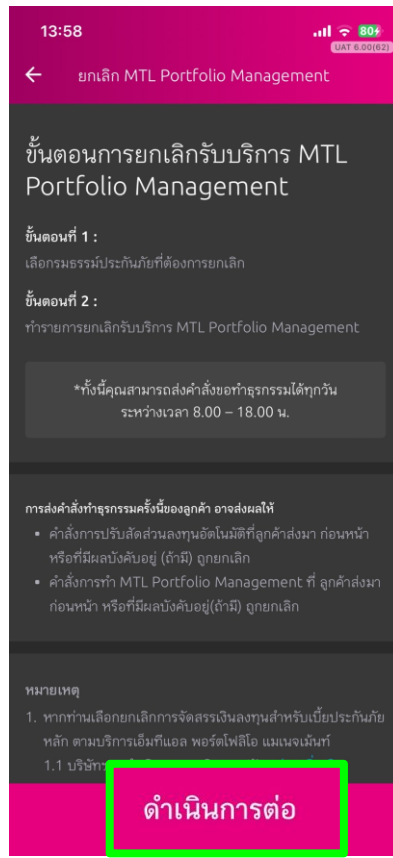 13:58
80
UAT 6.00(62)
ยกเลิก MTL Portfolio Management
ขั้นตอนการยกเลิกรับบริการ MTL
Portfolio Management
ขั้นตอนที่ 1 :
เลือกรมธรรม์ประกันภัยที่ต้องการยกเลิก
ขั้นตอนที่ 2 :
ทำรายการยกเลิกรับบริการ MTL Portfolio Management
*ทั้งนี้คุณสามารถส่งคำสั่งขอทำธุรกรรมได้ทุกวัน
ระหว่างเวลา 8.00 – 18.00 น.
การส่งคำสั่งทำธุรกรรมครั้งนี้ของลูกค้า อาจส่งผลให้
▪ คำสั่งการปรับสัดส่วนลงทุนอัตโนมัติที่ลูกค้าส่งมา ก่อนหน้า
หรือที่มีผลบังคับอยู่ (ถ้ามี) ถูกยกเลิก
▪ คำสั่งการทำ MTL Portfolio Management ที่ ลูกค้าส่งมา
ก่อนหน้า หรือที่มีผลบังคับอยู่(ถ้ามี) ถูกยกเลิก
หมายเหตุ
1. หากท่านเลือกยกเลิกการจัดสรรเงินลงทุนสำหรับเบี้ยประกันภัย
หลัก ตามบริการเอ็มทีแอล พอร์ตโฟลิโอ แมเนจเม้นท์
1.1 บริษัท
ดำเนินการต่อ